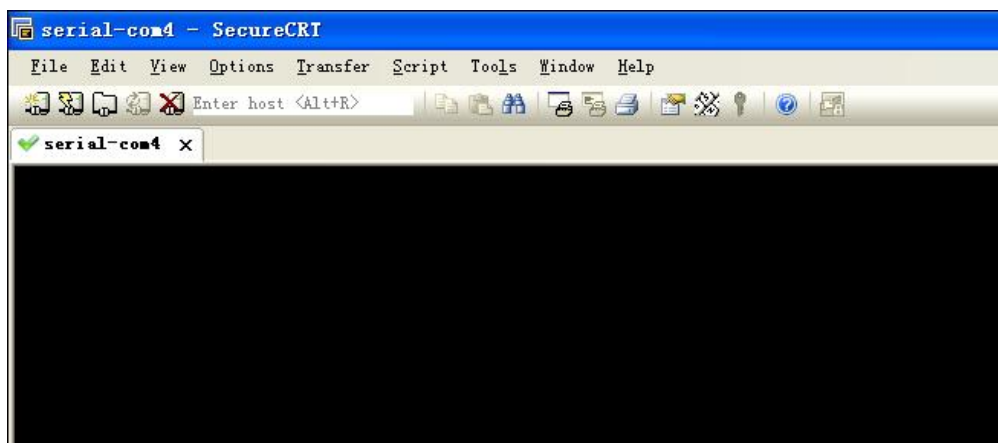 serial-com4 - SecureCRT
File Edit View Options Transfer Script Tools Window Help
Enter host <Alt+R>
serial-com4 x